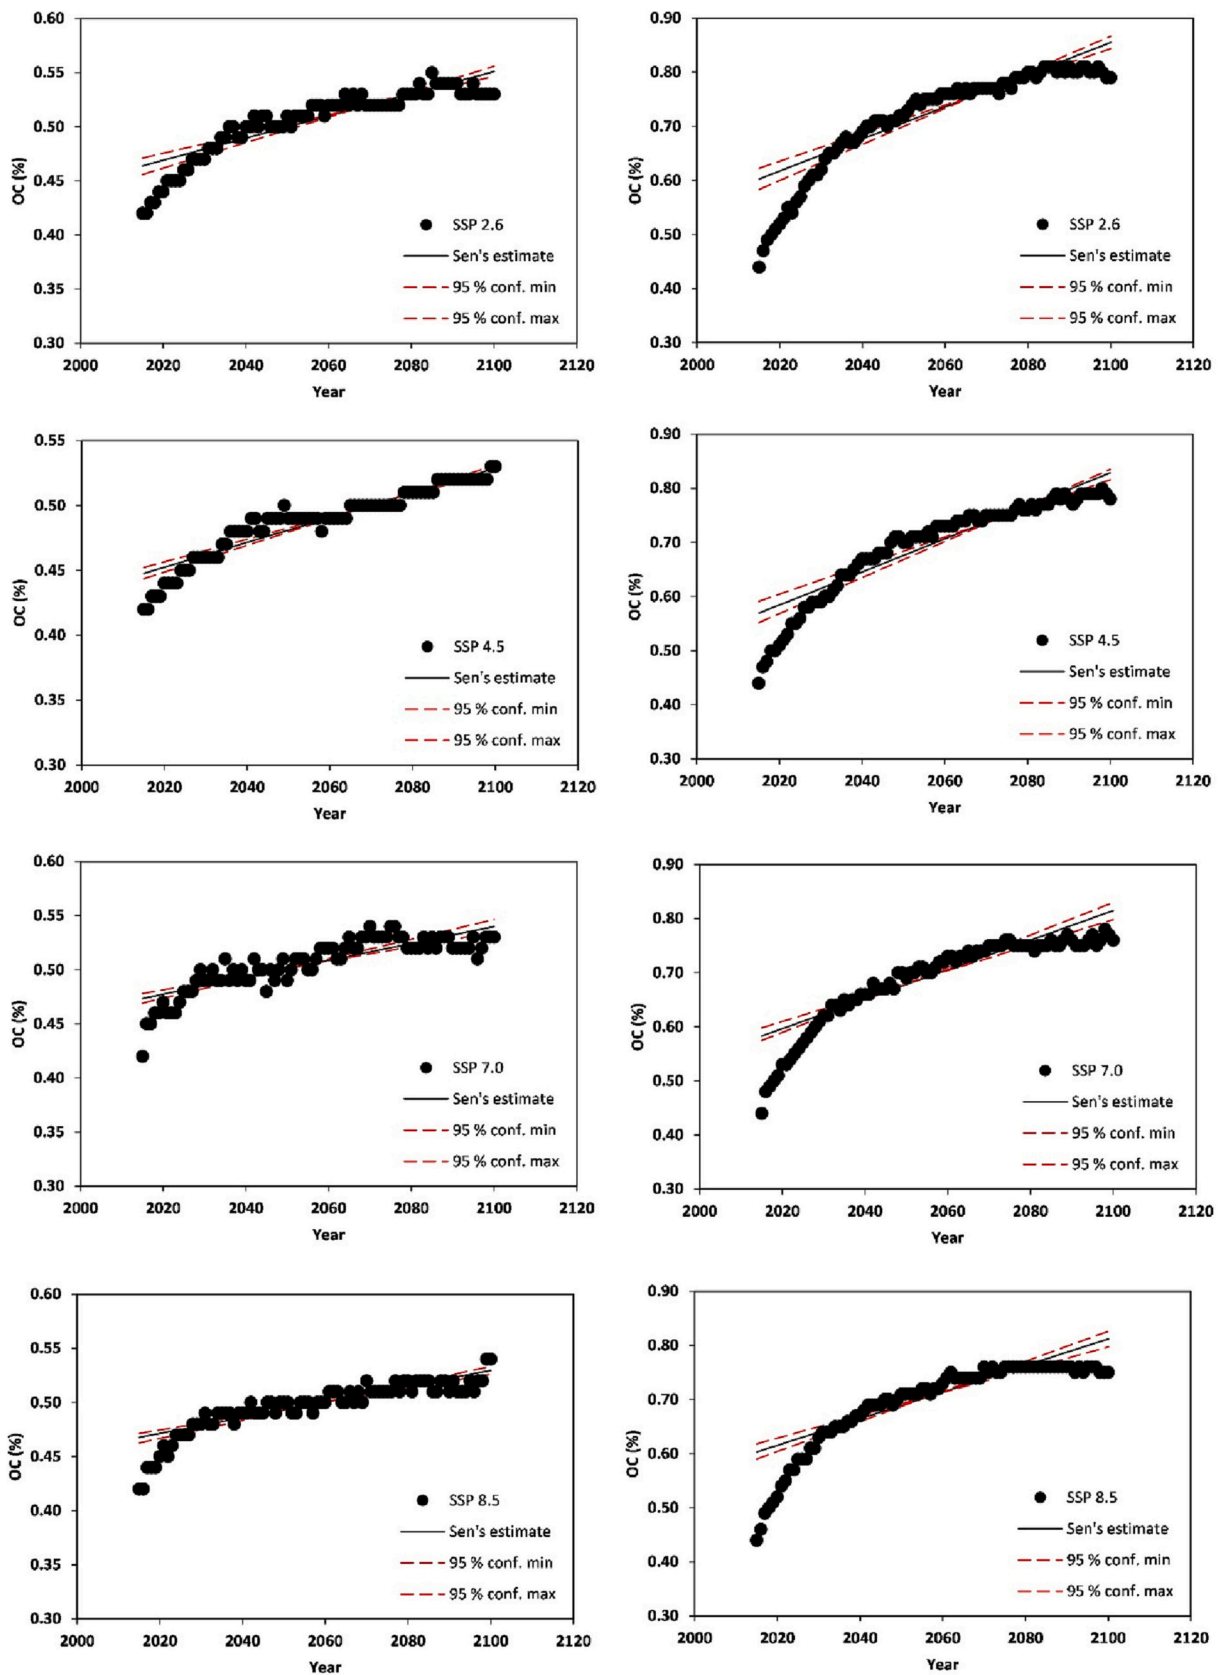 0.60
0.55
0.50
0.45
0.40
0.35
0.30
OC (%)
SSP 2.6
Sen's estimate
95 % conf. min
95 % conf. max
2000 2020 2040 2060 2080 2100 2120
Year
0.90
0.80
0.70
0.60
0.50
0.40
0.30
OC (%)
SSP 2.6
Sen's estimate
95 % conf. min
95 % conf. max
2000 2020 2040 2060 2080 2100 2120
Year
0.55
0.50
0.45
0.40
0.35
0.30
OC (%)
SSP 4.5
Sen's estimate
95 % conf. min
95 % conf. max
2000 2020 2040 2060 2080 2100 2120
Year
0.90
0.80
0.70
0.60
0.50
0.40
0.30
OC (%)
SSP 4.5
Sen's estimate
95 % conf. min
95 % conf. max
2000 2020 2040 2060 2080 2100 2120
Year
0.60
0.55
0.50
0.45
0.40
0.35
0.30
OC (%)
SSP 7.0
Sen's estimate
95 % conf. min
95 % conf. max
2000 2020 2040 2060 2080 2100 2120
Year
0.90
0.80
0.70
0.60
0.50
0.40
0.30
OC (%)
SSP 7.0
Sen's estimate
95 % conf. min
95 % conf. max
2000 2020 2040 2060 2080 2100 2120
Year
0.60
0.55
0.50
0.45
0.40
0.35
0.30
OC (%)
SSP 8.5
Sen's estimate
95 % conf. min
95 % conf. max
2000 2020 2040 2060 2080 2100 2120
Year
0.90
0.80
0.70
0.60
0.50
0.40
0.30
OC (%)
SSP 8.5
Sen's estimate
95 % conf. min
95 % conf. max
2000 2020 2040 2060 2080 2100 2120
Year